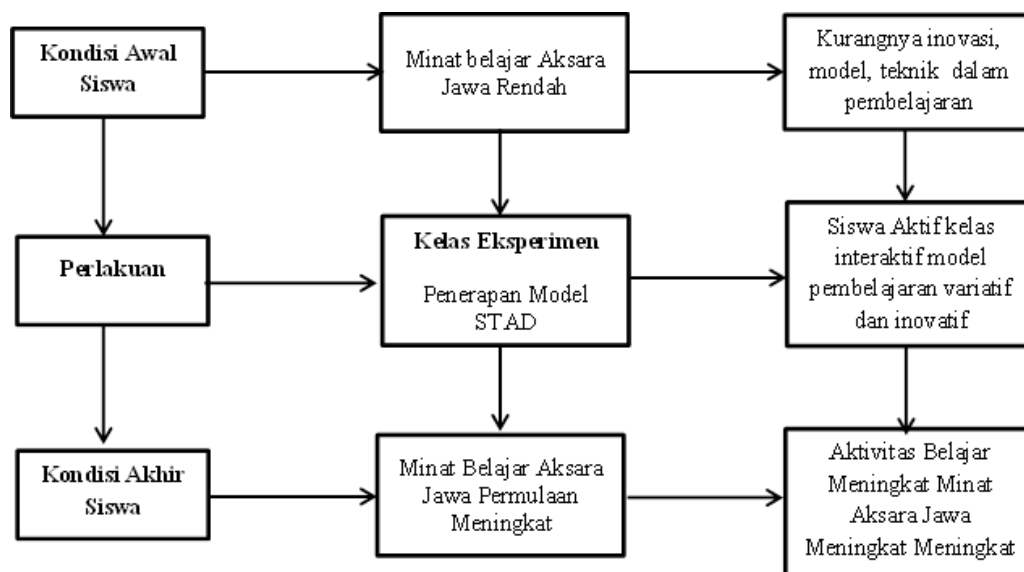 Kondisi Awal
Siswa
Minat belajar Aksara
Jawa Rendah
Kurangnya inovasi,
model, teknik dalam
pembelajaran
Perlakuan
Kelas Eksperimen
Penerapan Model
STAD
Siswa Aktif kelas
interaktif model
pembelajaran variatif
dan inovatif
Kondisi Akhir
Siswa
Minat Belajar Aksara
Jawa Permulaan
Meningkat
Aktivitas Belajar
Meningkat Minat
Aksara Jawa
Meningkat Meningkat